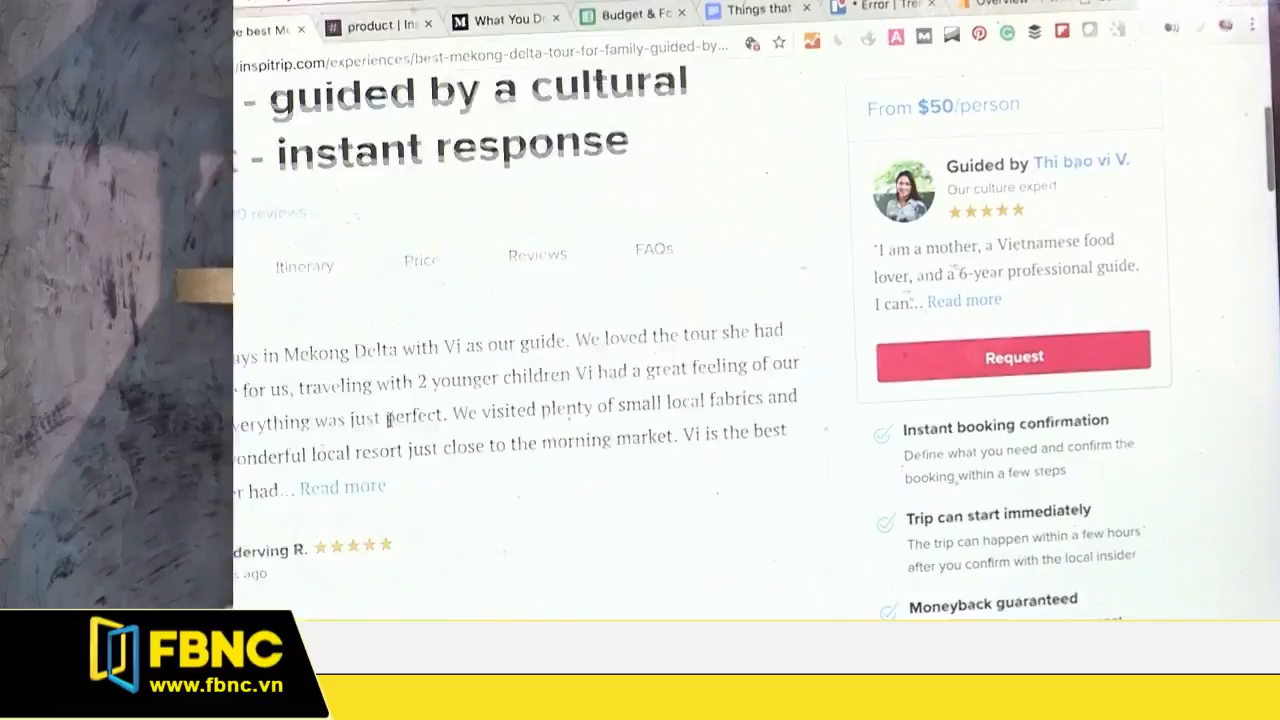 e best Me
product | In
What You D
Budget & Fo
Things that
Error | Tre
Overview
/inspitrip.com/experiences/best-mekong-delta-tour-for-family-guided-by...
- guided by a cultural
- instant response
0 reviews
Itinerary Price Reviews FAQs
ays in Mekong Delta with Vi as our guide. We loved the tour she had
for us, traveling with 2 younger children Vi had a great feeling of our
verything was just perfect. We visited plenty of small local fabrics and
onderful local resort just close to the morning market. Vi is the best
r had... Read more
derving R.
ago
From $50/person
Guided by Thi bao vi V.
Our culture expert
"I am a mother, a Vietnamese food
lover, and a 6-year professional guide.
I can... Read more
Request
Instant booking confirmation
Define what you need and confirm the
booking within a few steps
Trip can start immediately
The trip can happen within a few hours
after you confirm with the local insider
Moneyback guaranteed
FBNC
www.fbnc.vn